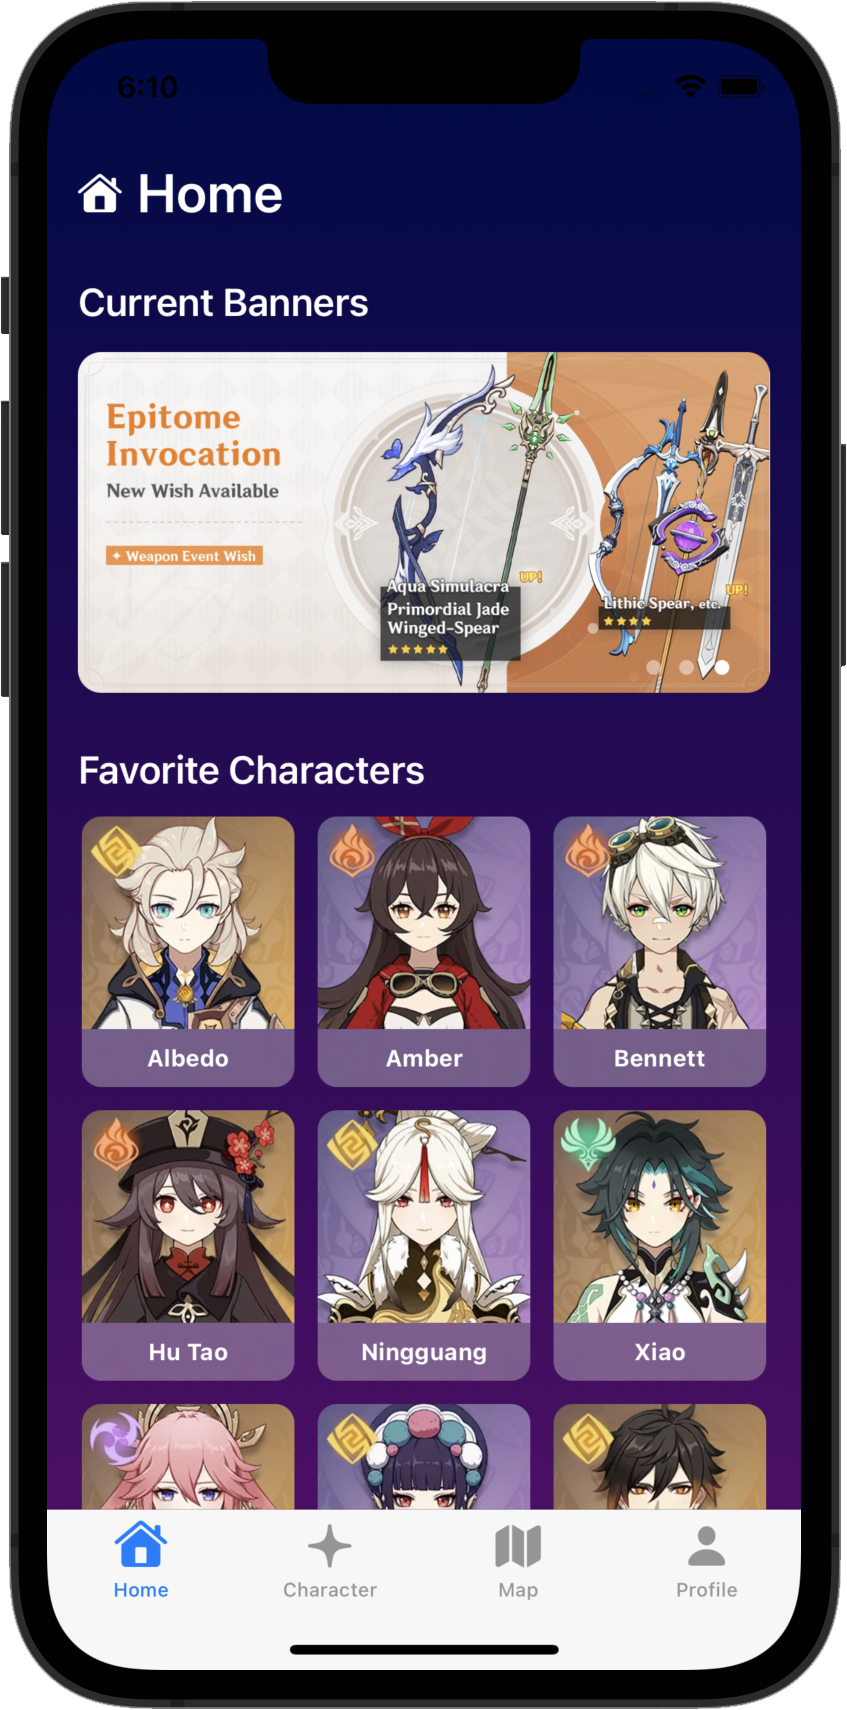 6:10
Home
Current Banners
Epitome
Invocation
New Wish Available
Weapon Event Wish
Aqua Simulacra
UP!
Primordial Jade
Winged-Spear
Lithic Spear, etc.
UP!
Favorite Characters
Albedo
Amber
Bennett
Hu Tao
Ningguang
Xiao
Home
Character
Map
Profile